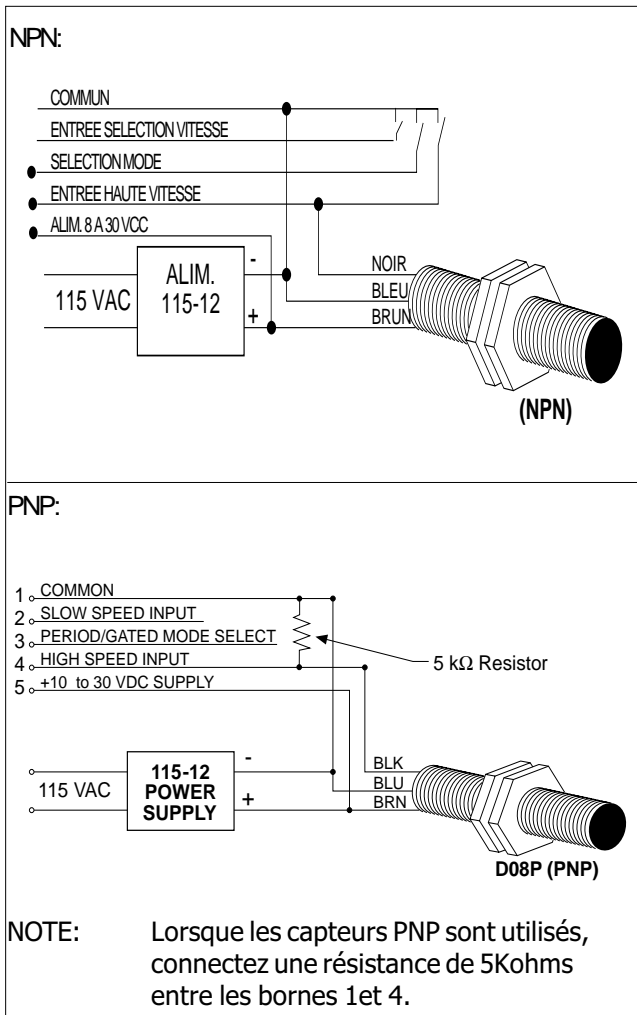 NPN:
COMMUN
ENTREE SELECTION VITESSE
SELECTION MODE
ENTREE HAUTE VITESSE
ALIM. 8 A 30 VCC
115 VAC
ALIM.
115-12
-
+
NOIR
BLEU
BRUN
(NPN)
PNP:
1 COMMON
2 SLOW SPEED INPUT
3 PERIOD/GATED MODE SELECT
4 HIGH SPEED INPUT
5 +10 to 30 VDC SUPPLY
5 kΩ Resistor
115 VAC
115-12
POWER
SUPPLY
-
+
BLK
BLU
BRN
D08P (PNP)
NOTE: Lorsque les capteurs PNP sont utilisés,
connectez une résistance de 5Kohms
entre les bornes 1et 4.